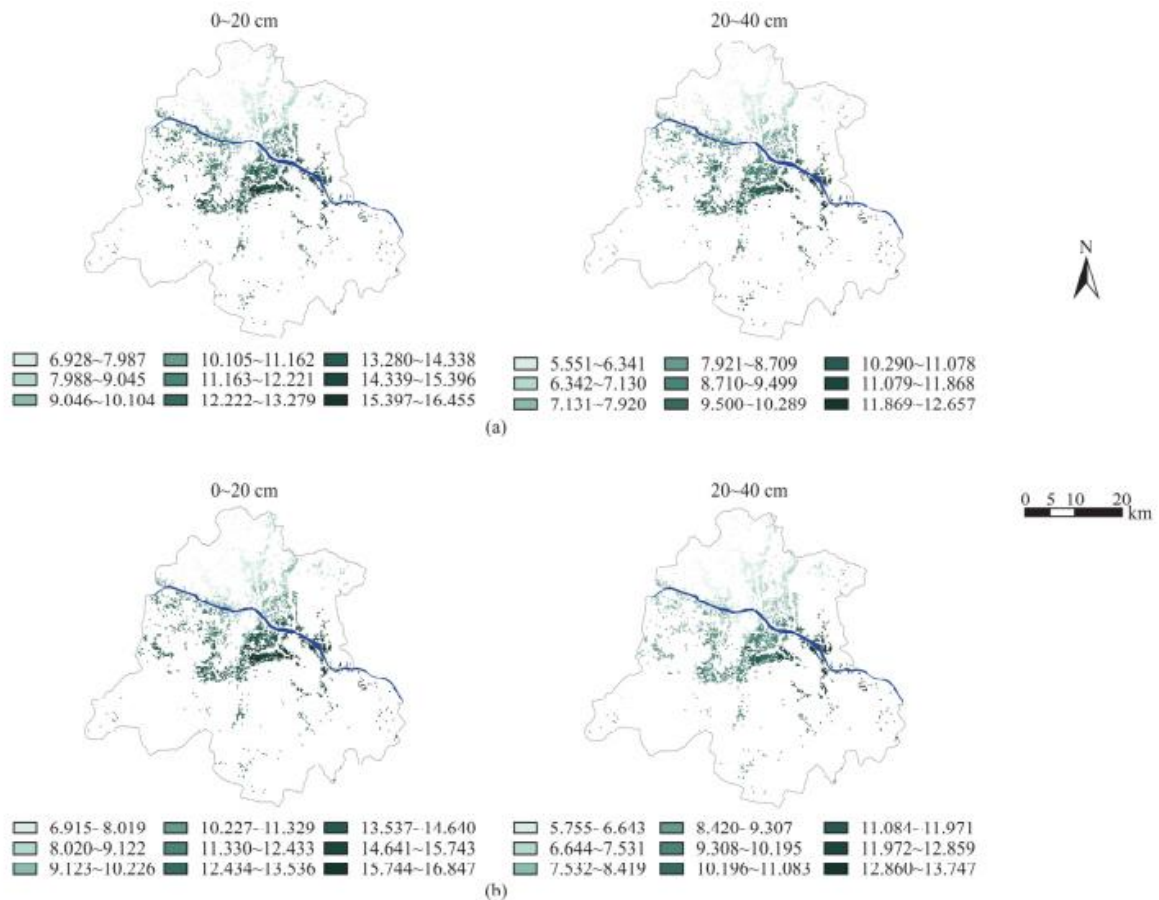 0~20 cm 20~40 cm
N
6.928~7.987 10.105~11.162 13.280~14.338 5.551~6.341 7.921~8.709 10.290~11.078
7.988~9.045 11.163~12.221 14.339~15.396 6.342~7.130 8.710~9.499 11.079~11.868
9.046~10.104 12.222~13.279 15.397~16.455 7.131~7.920 9.500~10.289 11.869~12.657
(a)
0~20 cm 20~40 cm
0 5 10 20
km
6.915~8.019 10.227~11.329 13.537~14.640 5.755~6.643 8.420~9.307 11.084~11.971
8.020~9.122 11.330~12.433 14.641~15.743 6.644~7.531 9.308~10.195 11.972~12.859
9.123~10.226 12.434~13.536 15.744~16.847 7.532~8.419 10.196~11.083 12.860~13.747
(b)